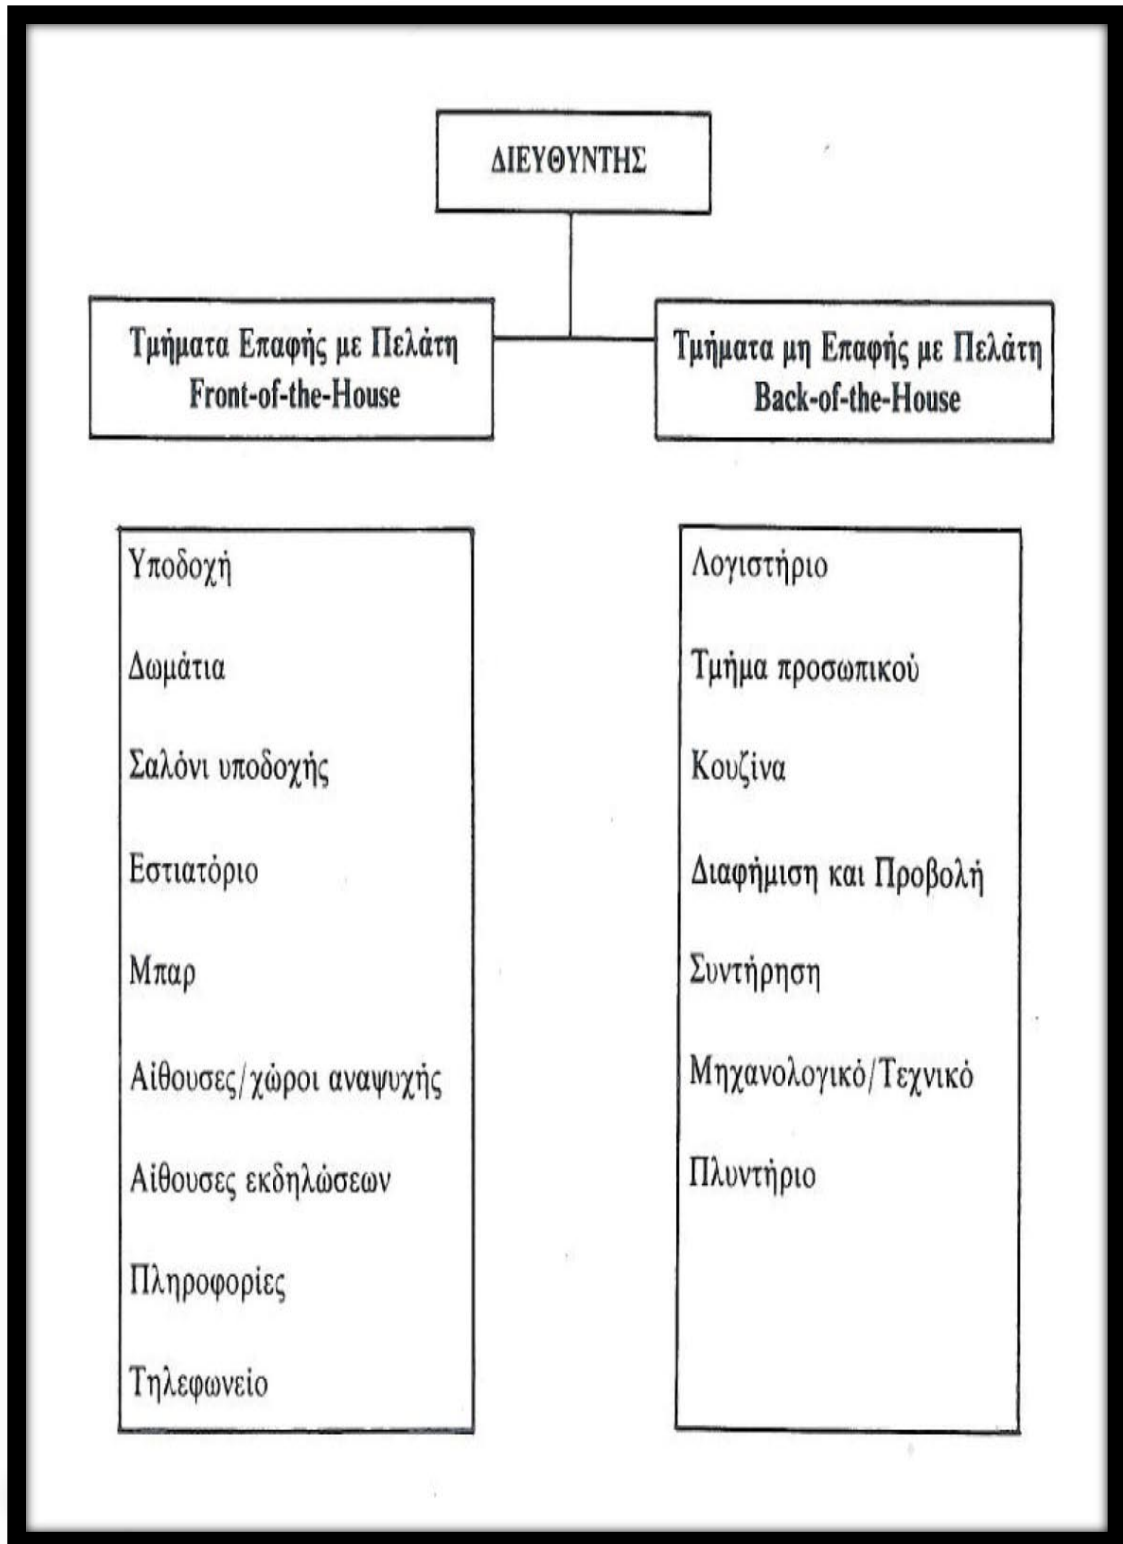 ΔΙΕΥΘΥΝΤΗΣ
Τμήματα Επαφής με Πελάτη
Front-of-the-House
Τμήματα μη Επαφής με Πελάτη
Back-of-the-House
Υποδοχή
Δωμάτια
Σαλόνι υποδοχής
Εστιατόριο
Μπαρ
Αίθουσες/χώροι αναψυχής
Αίθουσες εκδηλώσεων
Πληροφορίες
Τηλεφωνείο
Λογιστήριο
Τμήμα προσωπικού
Κουζίνα
Διαφήμιση και Προβολή
Συντήρηση
Μηχανολογικό/Τεχνικό
Πλυντήριο